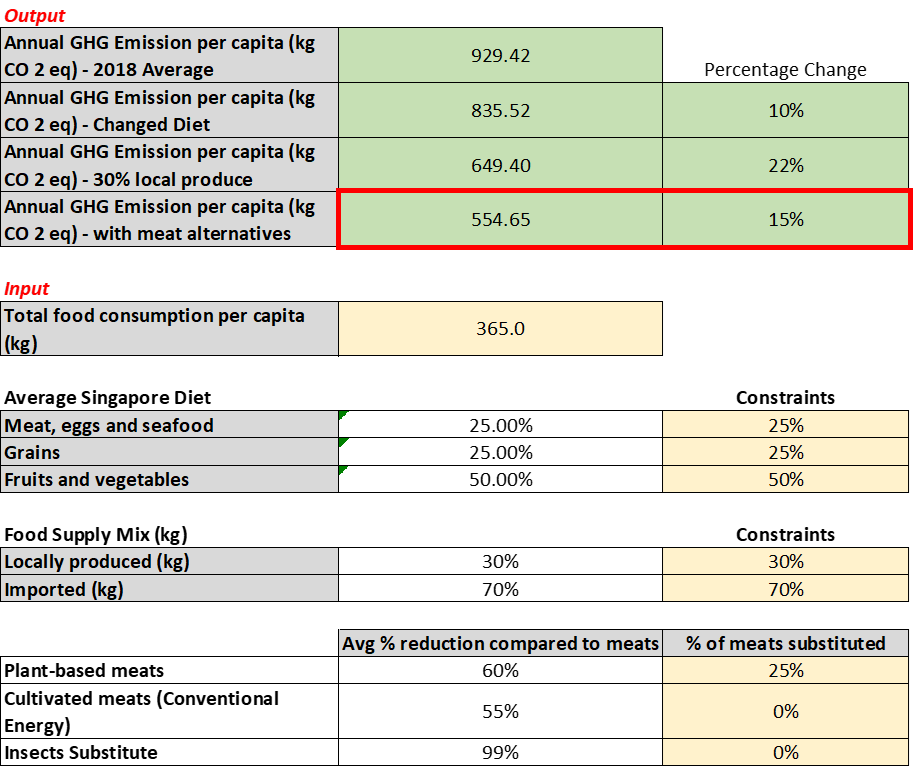 Output
Annual GHG Emission per capita (kg
CO 2 eq) - 2018 Average
929.42
Percentage Change
Annual GHG Emission per capita (kg
CO 2 eq) - Changed Diet
835.52
10%
Annual GHG Emission per capita (kg
CO 2 eq) - 30% local produce
649.40
22%
Annual GHG Emission per capita (kg
CO 2 eq) - with meat alternatives
554.65
15%
Input
Total food consumption per capita
(kg)
365.0
Average Singapore Diet
Constraints
Meat, eggs and seafood
25.00%
25%
Grains
25.00%
25%
Fruits and vegetables
50.00%
50%
Food Supply Mix (kg)
Constraints
Locally produced (kg)
30%
30%
Imported (kg)
70%
70%
Avg % reduction compared to meats
% of meats substituted
Plant-based meats
60%
25%
Cultivated meats (Conventional
Energy)
55%
0%
Insects Substitute
99%
0%